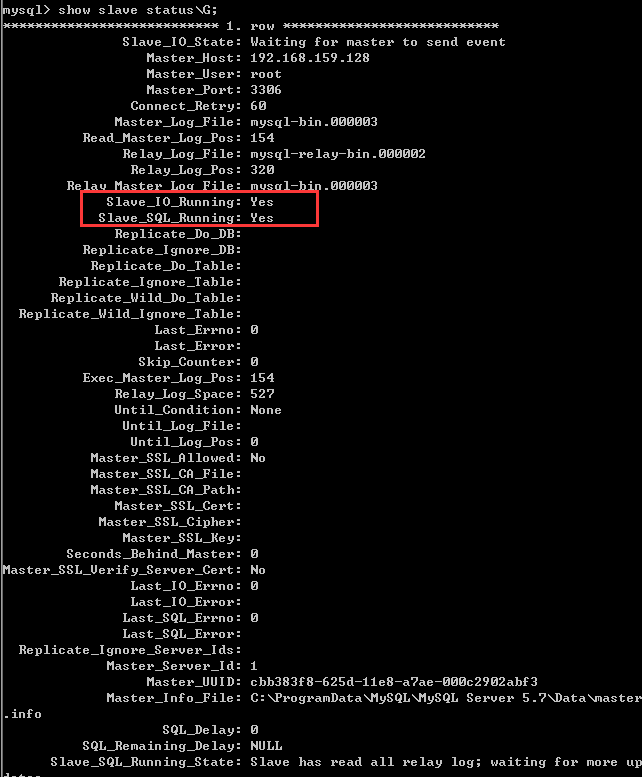 mysql> show slave status\G;
*************************** 1. row ***************************
Slave_IO_State: Waiting for master to send event
Master_Host: 192.168.159.128
Master_User: root
Master_Port: 3306
Connect_Retry: 60
Master_Log_File: mysql-bin.000003
Read_Master_Log_Pos: 154
Relay_Log_File: mysql-relay-bin.000002
Relay_Log_Pos: 320
Relay_Master_Log_File: mysql-bin.000003
Slave_IO_Running: Yes
Slave_SQL_Running: Yes
Replicate_Do_DB:
Replicate_Ignore_DB:
Replicate_Do_Table:
Replicate_Ignore_Table:
Replicate_Wild_Do_Table:
Replicate_Wild_Ignore_Table:
Last_Errno: 0
Last_Error:
Skip_Counter: 0
Exec_Master_Log_Pos: 154
Relay_Log_Space: 527
Until_Condition: None
Until_Log_File:
Until_Log_Pos: 0
Master_SSL_Allowed: No
Master_SSL_CA_File:
Master_SSL_CA_Path:
Master_SSL_Cert:
Master_SSL_Cipher:
Master_SSL_Key:
Seconds_Behind_Master: 0
Master_SSL_Verify_Server_Cert: No
Last_IO_Errno: 0
Last_IO_Error:
Last_SQL_Errno: 0
Last_SQL_Error:
Replicate_Ignore_Server_Ids:
Master_Server_Id: 1
Master_UUID: cbb383f8-625d-11e8-a7ae-000c2902abf3
Master_Info_File: C:\ProgramData\MySQL\MySQL Server 5.7\Data\master
.info
SQL_Delay: 0
SQL_Remaining_Delay: NULL
Slave_SQL_Running_State: Slave has read all relay log; waiting for more up